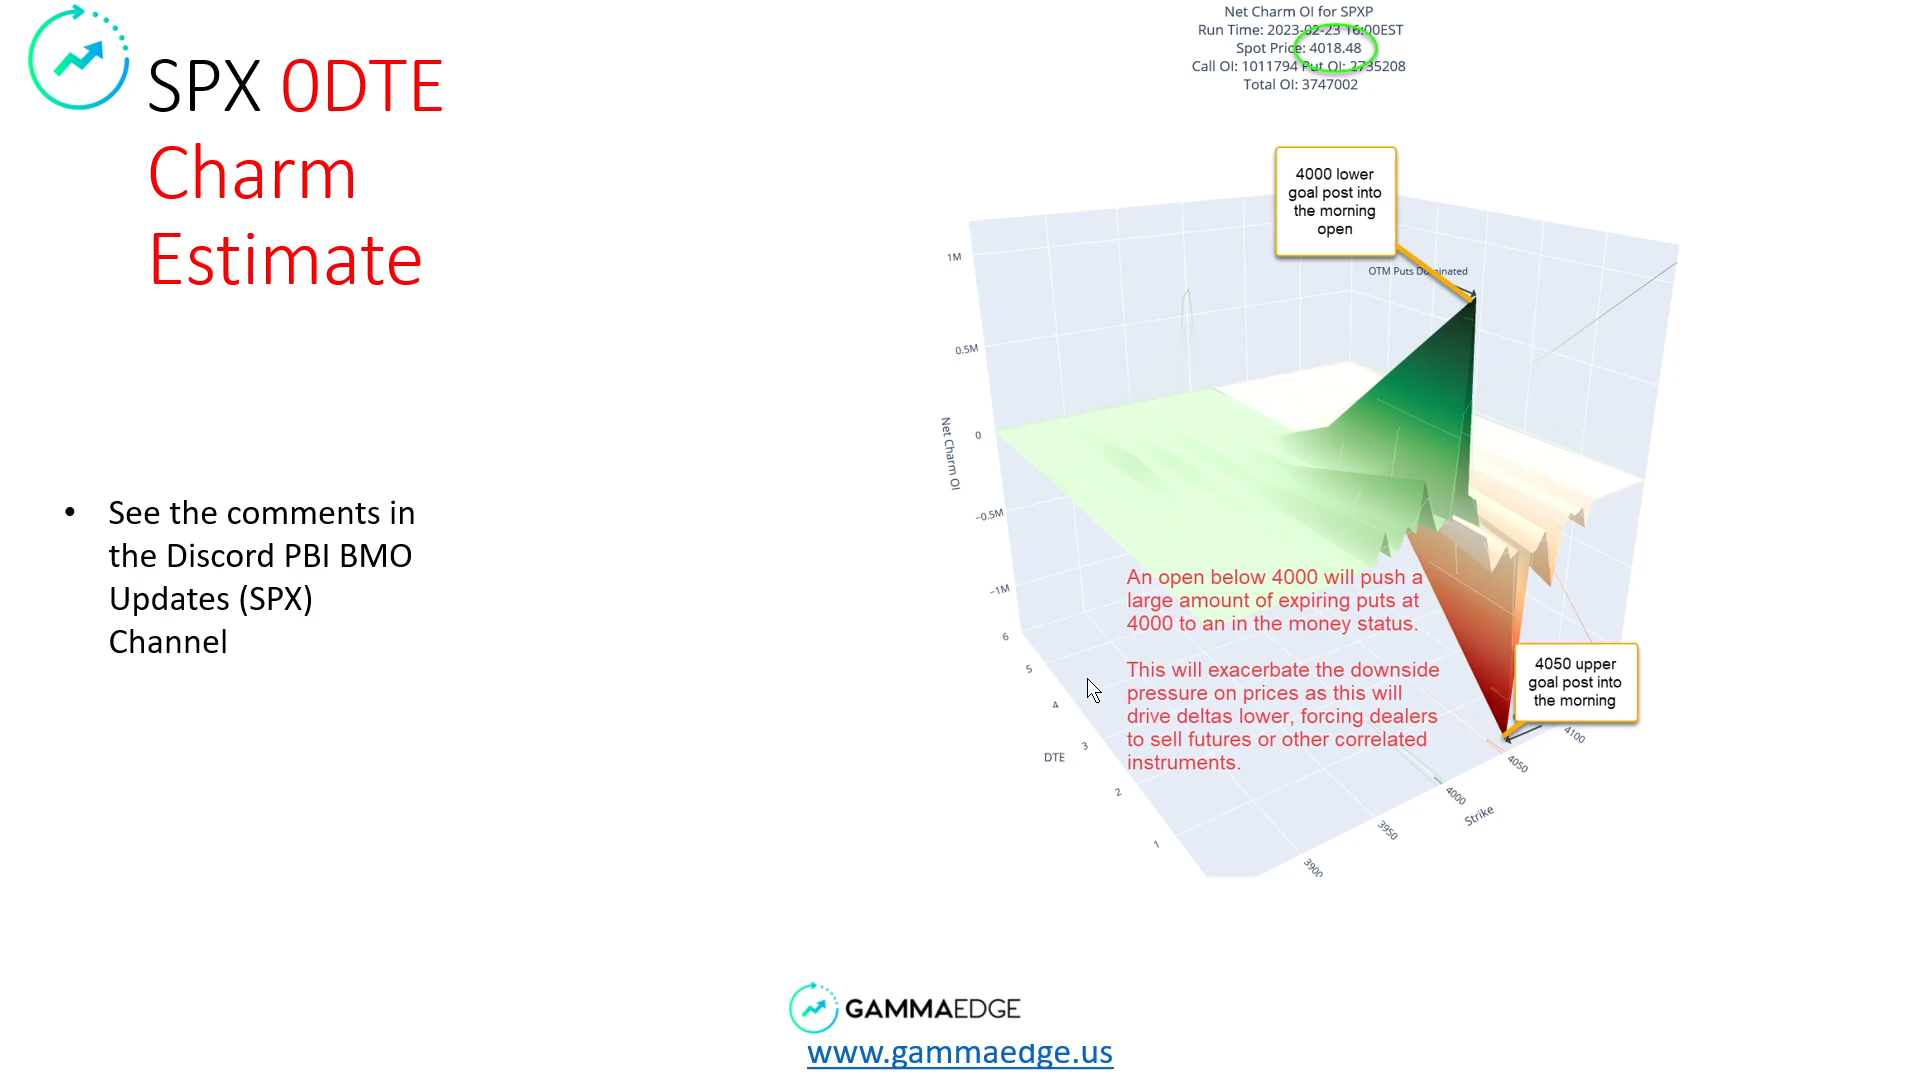 SPX 0DTE
Charm
Estimate
• See the comments in
the Discord PBI BMO
Updates (SPX)
Channel
Net Charm OI for SPXP
Run Time: 2023-02-23 16:00EST
Spot Price: 4018.48
Call OI: 1011794 Put OI: 2735208
Total OI: 3747002
4000 lower
goal post into
the morning
open
OTM Puts Dominated
1M
0.5M
0
−0.5M
−1M
Net Charm OI
6
5
4
3
2
1
DTE
An open below 4000 will push a
large amount of expiring puts at
4000 to an in the money status.
This will exacerbate the downside
pressure on prices as this will
drive deltas lower, forcing dealers
to sell futures or other correlated
instruments.
4050 upper
goal post into
the morning
4100
4050
4000
3950
3900
Strike
GAMMAEDGE
www.gammaedge.us